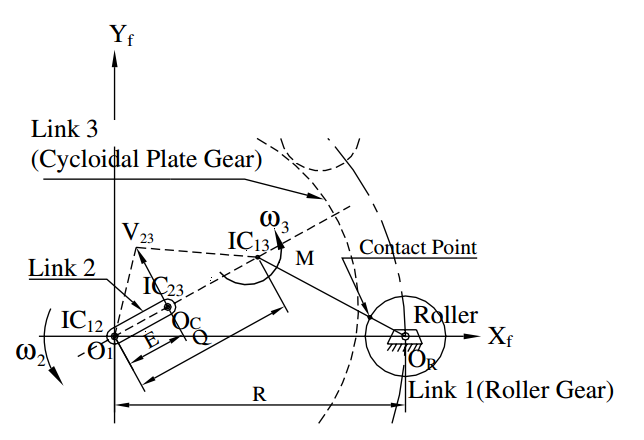 Yf
Link 3
(Cycloidal Plate Gear)
ω3
V23
IC13
M
Contact Point
Link 2
IC23
IC12
OC
Roller
Xf
ω2
O1
E
Q
OR
R
Link 1(Roller Gear)